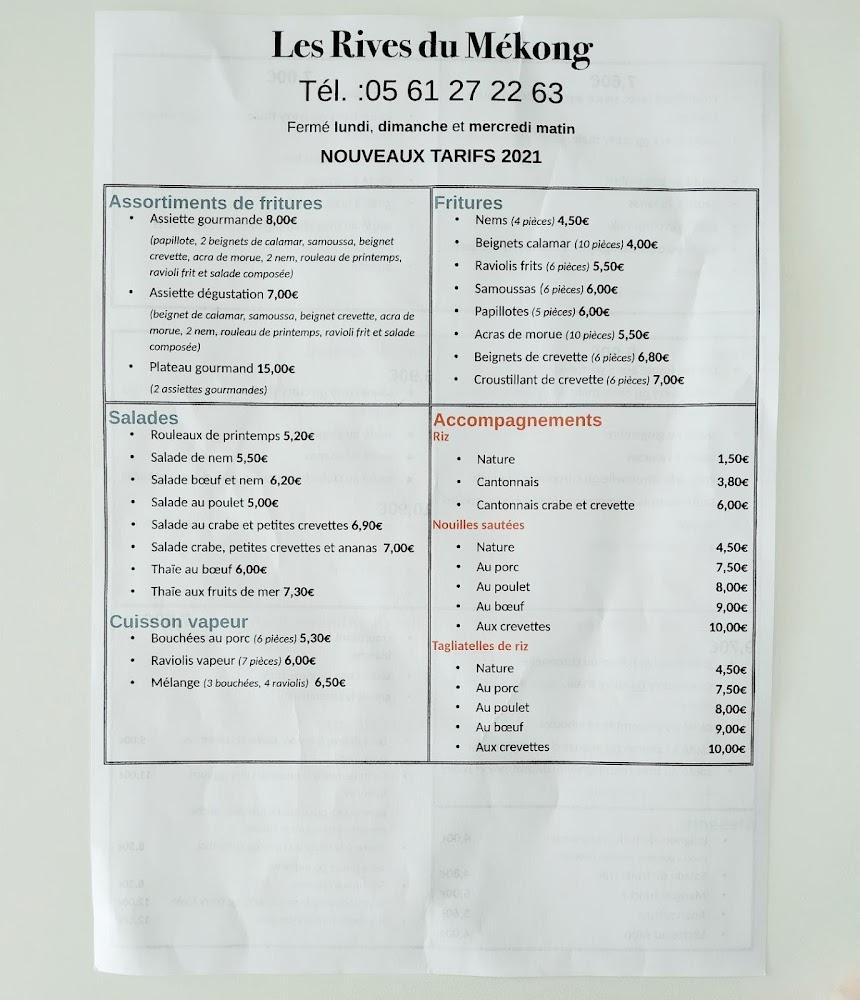 Les Rives du Mékong
Tél. :05 61 27 22 63
Fermé lundi, dimanche et mercredi matin
NOUVEAUX TARIFS 2021
Assortiments de fritures
• Assiette gourmande 8,00€
(papillote, 2 beignets de calamar, samoussa, beignet
crevette, acra de morue, 2 nem, rouleau de printemps,
ravioli frit et salade composée)
• Assiette dégustation 7,00€
(beignet de calamar, samoussa, beignet crevette, acra de
morue, 2 nem, rouleau de printemps, ravioli frit et salade
composée)
• Plateau gourmand 15,00€
(2 assiettes gourmandes)
Fritures
• Nems (4 pièces) 4,50€
• Beignets calamar (10 pièces) 4,00€
• Raviolis frits (6 pièces) 5,50€
• Samoussas (6 pièces) 6,00€
• Papillotes (5 pièces) 6,00€
• Acras de morue (10 pièces) 5,50€
• Beignets de crevette (6 pièces) 6,80€
• Croustillant de crevette (6 pièces) 7,00€
Salades
• Rouleaux de printemps 5,20€
• Salade de nem 5,50€
• Salade bœuf et nem 6,20€
• Salade au poulet 5,00€
• Salade au crabe et petites crevettes 6,90€
• Salade crabe, petites crevettes et ananas 7,00€
• Thaïe au bœuf 6,00€
• Thaïe aux fruits de mer 7,30€
Cuisson vapeur
• Bouchées au porc (6 pièces) 5,30€
• Raviolis vapeur (7 pièces) 6,00€
• Mélange (3 bouchées, 4 raviolis) 6,50€
Accompagnements
Riz
• Nature 1,50€
• Cantonnais 3,80€
• Cantonnais crabe et crevette 6,00€
Nouilles sautées
• Nature 4,50€
• Au porc 7,50€
• Au poulet 8,00€
• Au bœuf 9,00€
• Aux crevettes 10,00€
Tagliatelles de riz
• Nature 4,50€
• Au porc 7,50€
• Au poulet 8,00€
• Au bœuf 9,00€
• Aux crevettes 10,00€